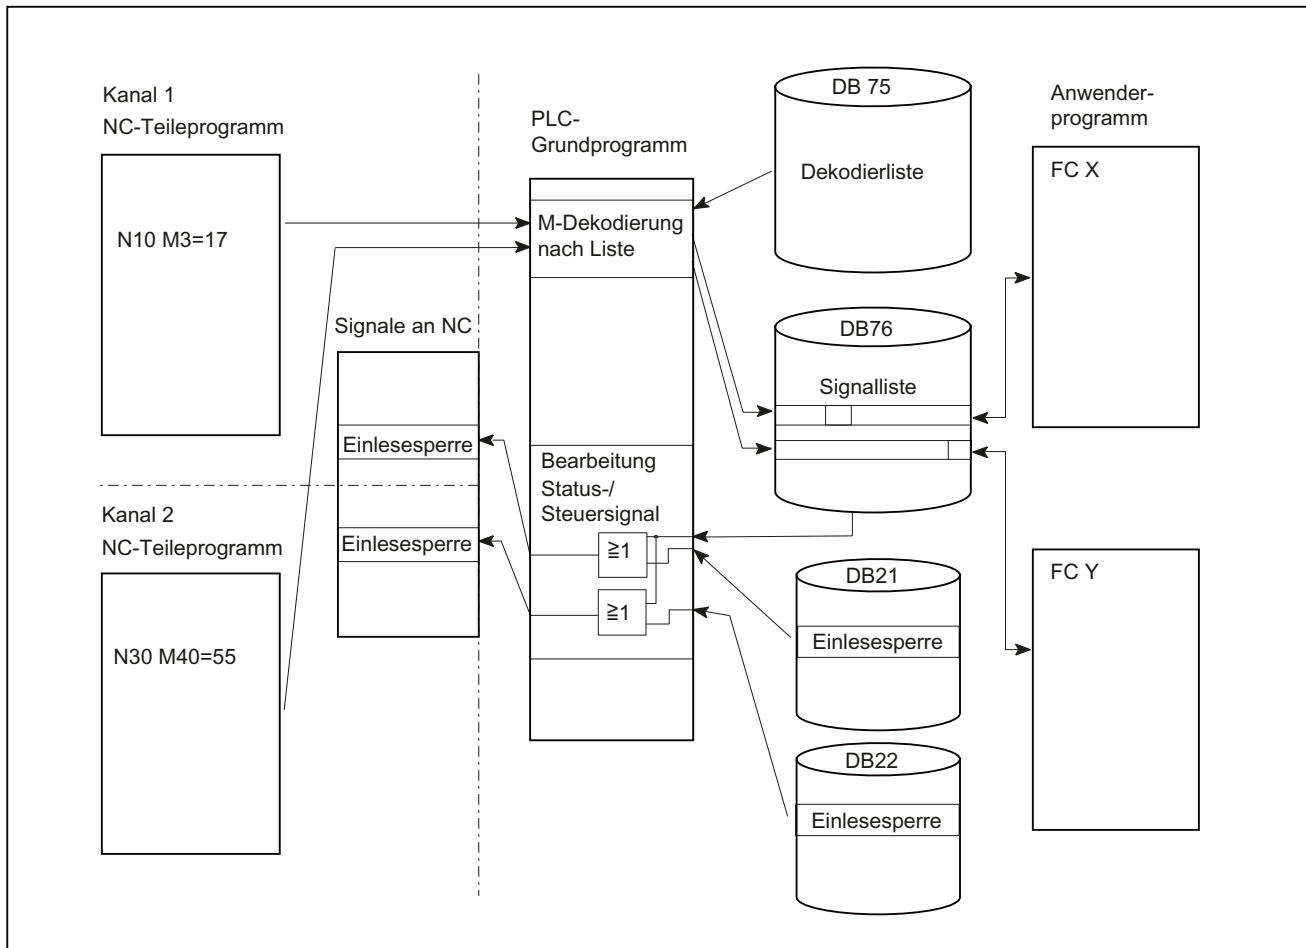 Kanal 1
NC-Teileprogramm
N10 M3=17
Signale an NC
Einlesesperre
Einlesesperre
Kanal 2
NC-Teileprogramm
N30 M40=55
PLC-
Grundprogramm
M-Dekodierung
nach Liste
Bearbeitung
Status-/
Steuersignal
≧1
≧1
DB 75
Dekodierliste
DB76
Signalliste
DB21
Einlesesperre
DB22
Einlesesperre
Anwender-
programm
FC X
FC Y